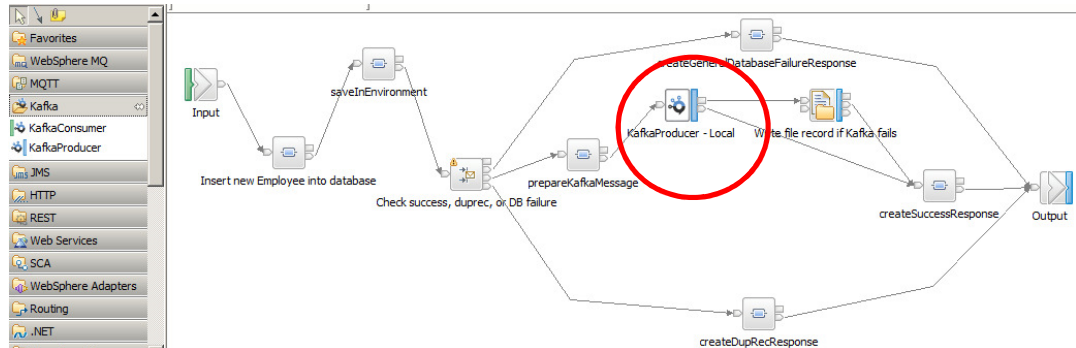 Favorites
WebSphere MQ
MQTT
Kafka
KafkaConsumer
KafkaProducer
JMS
HTTP
REST
Web Services
SCA
WebSphere Adapters
Routing
.NET
Input
Insert new Employee into database
saveInEnvironment
Check success, duprec, or DB failure
createGeneralDatabaseFailureResponse
prepareKafkaMessage
KafkaProducer - Local
Write file record if Kafka fails
createSuccessResponse
Output
createDupRecResponse